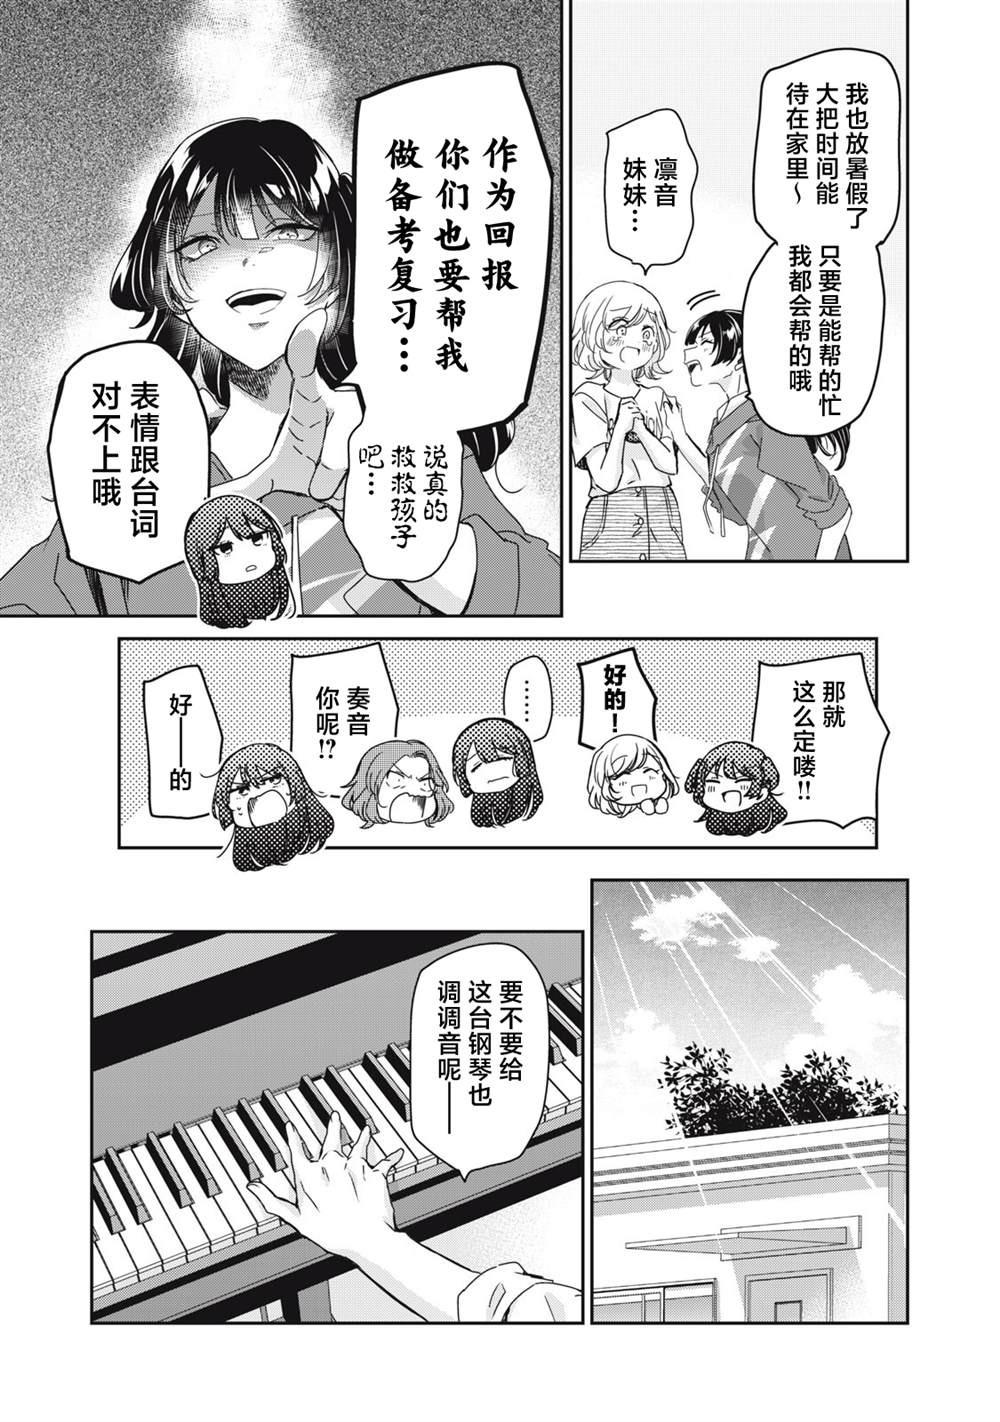 我也放暑假了
大把时间能
待在家里～
只要是能帮的忙
我都会帮的哦
凛音
妹妹…
作为回报
你们也要帮我
做备考复习…
说真的
救救孩子
吧…
表情跟台词
对不上哦
那就
这么定喽!!
好的！
……
奏音
你呢!?
好——的
要不要给
这台钢琴也
调调音呢——